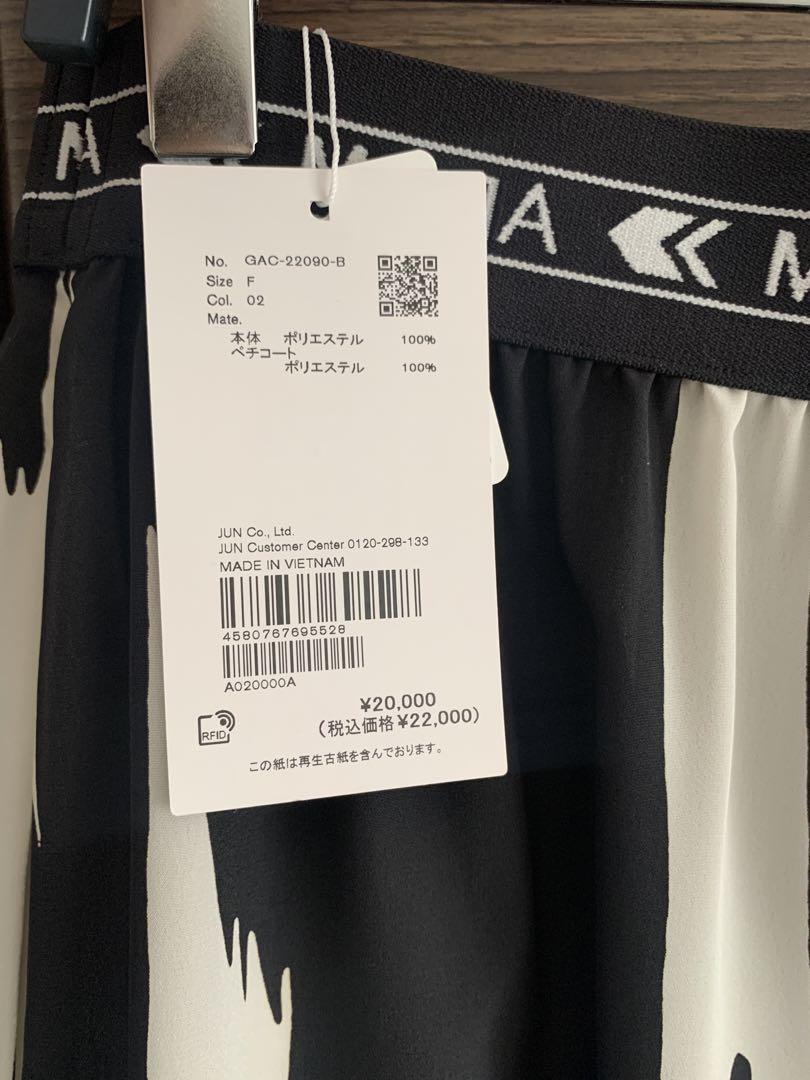 No. GAC-22090-B
Size F
Col. 02
Mate.
本体 ポリエステル 100%
ペチコート
ポリエステル 100%
JUN Co., Ltd.
JUN Customer Center 0120-298-133
MADE IN VIETNAM
4580767695528
A020000A
¥20,000
(税込価格¥22,000)
RFID
この紙は再生古紙を含んでおります。